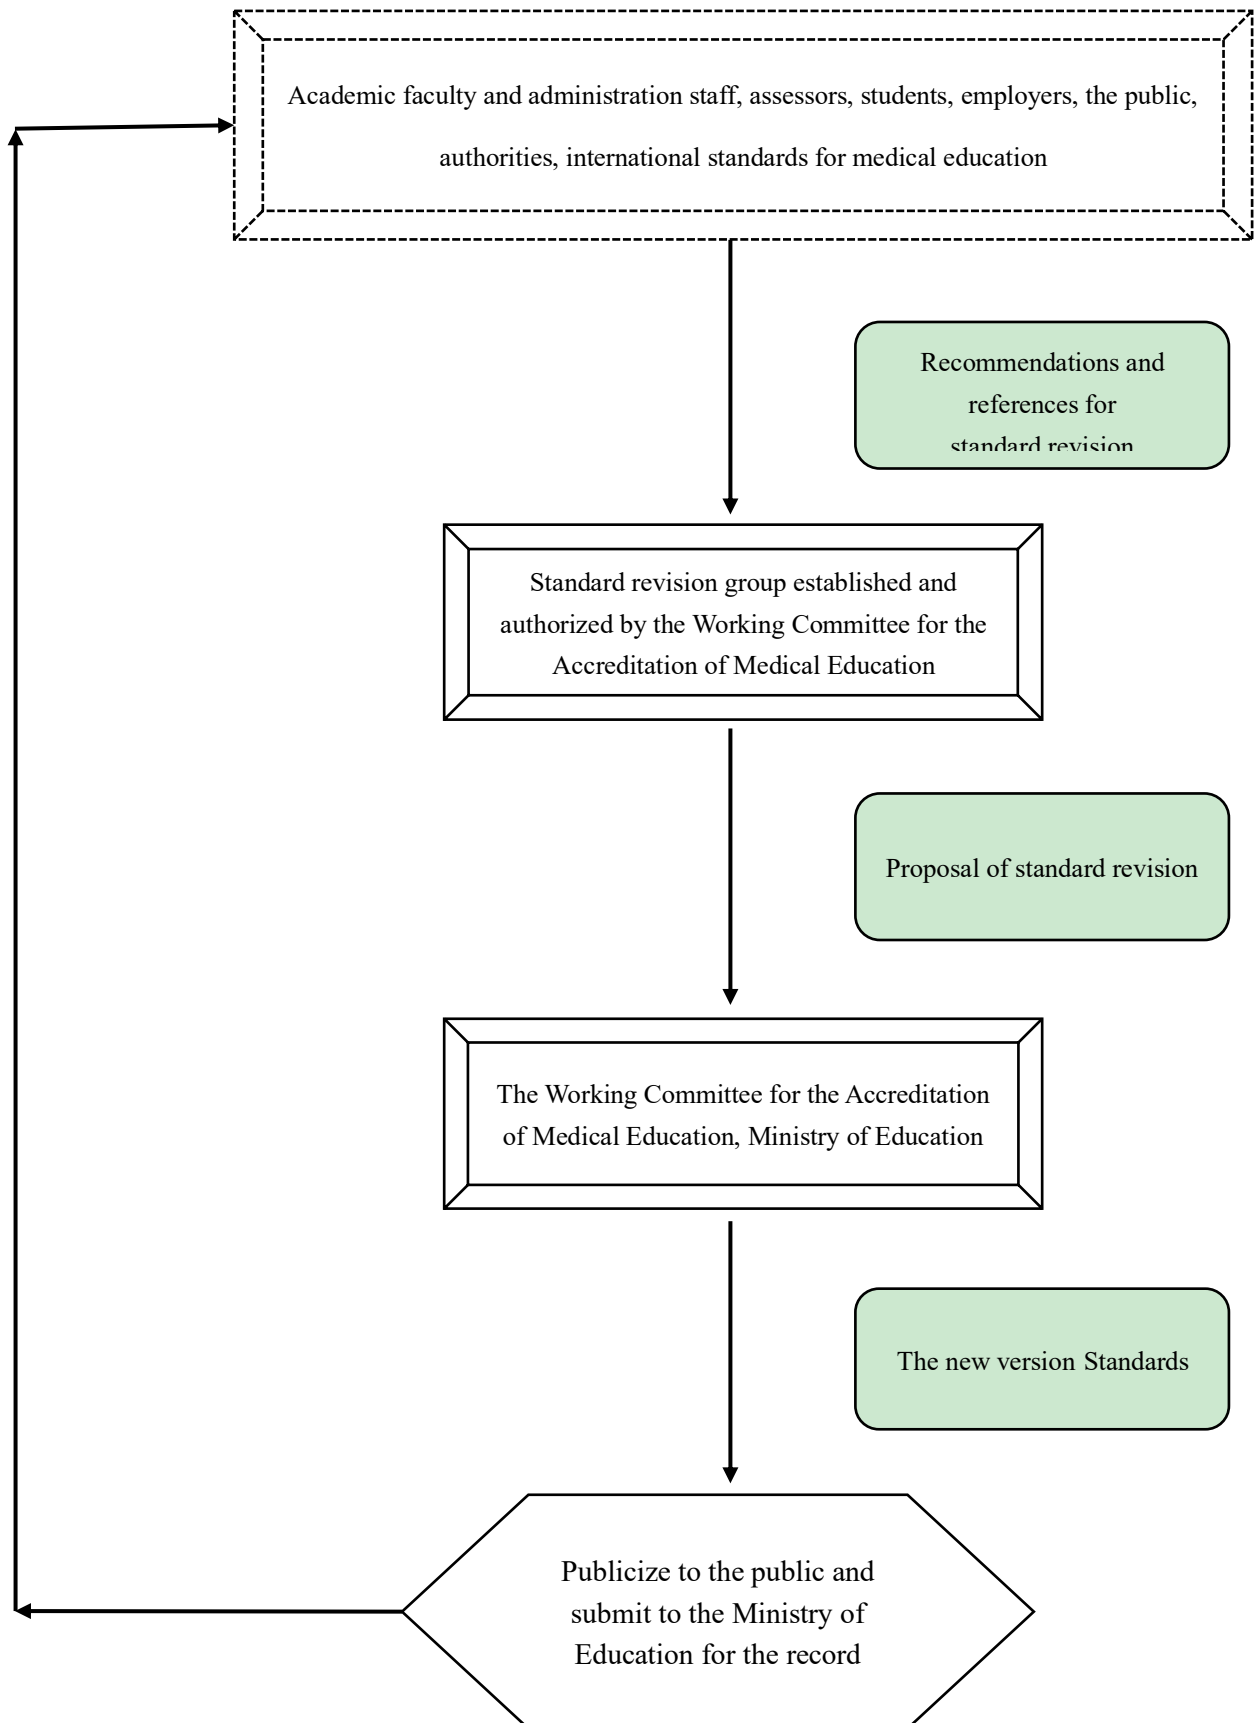 Academic faculty and administration staff, assessors, students, employers, the public,
authorities, international standards for medical education
Recommendations and
references for
standard revision
Standard revision group established and
authorized by the Working Committee for the
Accreditation of Medical Education
Proposal of standard revision
The Working Committee for the Accreditation
of Medical Education, Ministry of Education
The new version Standards
Publicize to the public and
submit to the Ministry of
Education for the record